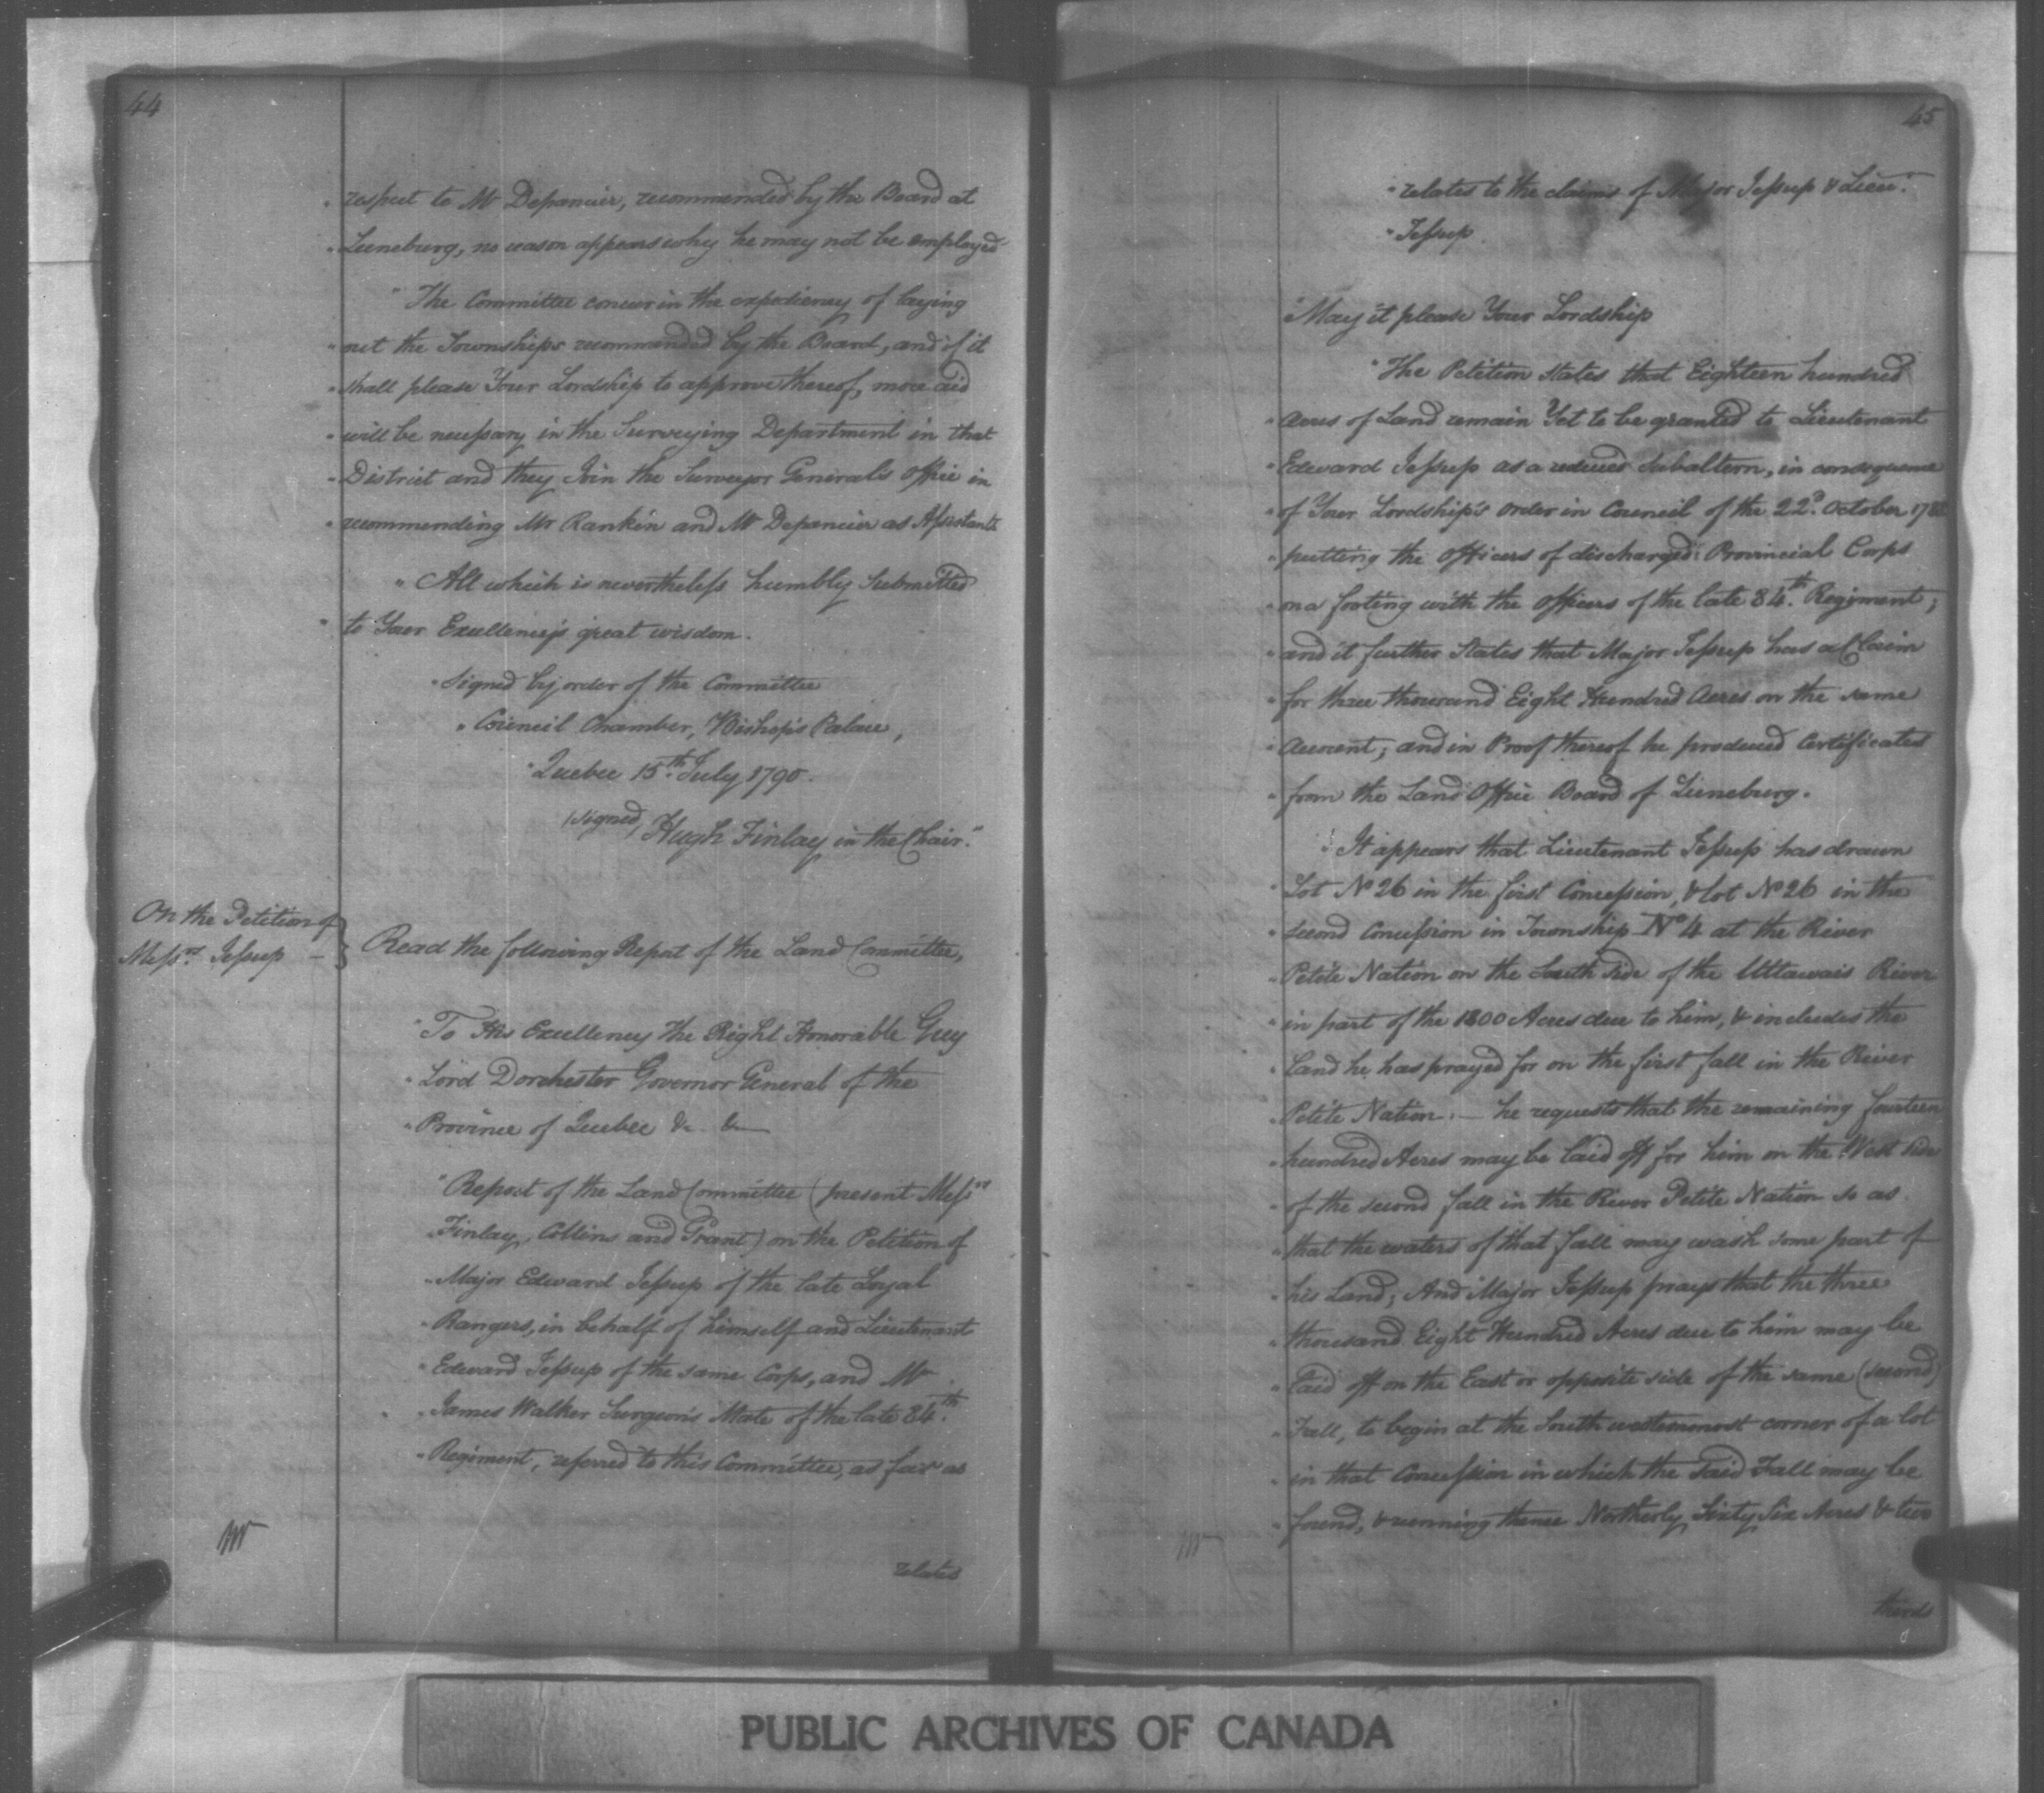 44
" respect to Mr Depancier, recommended by the Board at
" Luneburg, no reason appears why he may not be employed
" The Committee concur in the expediency of laying
" out the Townships recommended by the Board, and if it
" shall please Your Lordship to approve thereof, more aid
" will be necessary in the Surveying Department in that
" District and they Join the Surveyor General's Office in
" recommending Mr Rankin and Mr Depancier as Assistants
" All which is nevertheless humbly Submitted
" to Your Excellency's great wisdom.
" Signed by order of the Committee
" Council Chamber, Bishop's Palace,
" Quebec 15th July 1790.
(signed) Hugh Finlay in the Chair."
On the Petition of
Messrs Jessup —
Read the following Report of the Land Committee,
" To His Excellency the Right Honorable Guy
" Lord Dorchester Governor General of the
" Province of Quebec &c &c
" Report of the Land Committee (present Messrs
" Finlay, Collins and Grant) on the Petition of
" Major Edward Jessup of the late Loyal
" Rangers, in behalf of himself and Lieutenant
" Edward Jessup of the same Corps, and Mr
" James Walker Surgeon's Mate of the late 84th
" Regiment, referred to this Committee, as far as
relates
45
" relates to the claims of Major Jessup & Lieut.
" Jessup.
" May it please Your Lordship
" The Petition States that Eighteen hundred
" Acres of Land remain Yet to be granted to Lieutenant
" Edward Jessup as a reduced Subaltern, in consequence
" of Your Lordship's order in Council of the 22d. October 1788
" putting the Officers of discharged Provincial Corps
" on a footing with the Officers of the late 84th. Regiment;
" and it further States that Major Jessup has a Claim
" for three thousand Eight Hundred Acres on the same
" Account; and in Proof thereof he produced Certificates
" from the Land Office Board of Luneburg.
" It appears that Lieutenant Jessup has drawn
" Lot No 26 in the first Concession, & lot No 26 in the
" second Concession in Township No 4 at the River
" Petite Nation on the South side of the Uttawais River
" in part of the 1800 Acres due to him, & includes the
" Land he has prayed for on the first fall in the River
" Petite Nation. — he requests that the remaining fourteen
" hundred Acres may be laid off for him on the West side
" of the second fall in the River Petite Nation so as
" that the waters of that fall may wash some part of
" his Land; And Major Jessup prays that the three
" thousand Eight Hundred Acres due to him may be
" laid off on the East or opposite side of the same (second)
" Fall, to begin at the South westernmost corner of a lot
" in that Concession in which the said Fall may be
" found, & running thence Northerly Sixty Six Acres & two
thirds
PUBLIC ARCHIVES OF CANADA